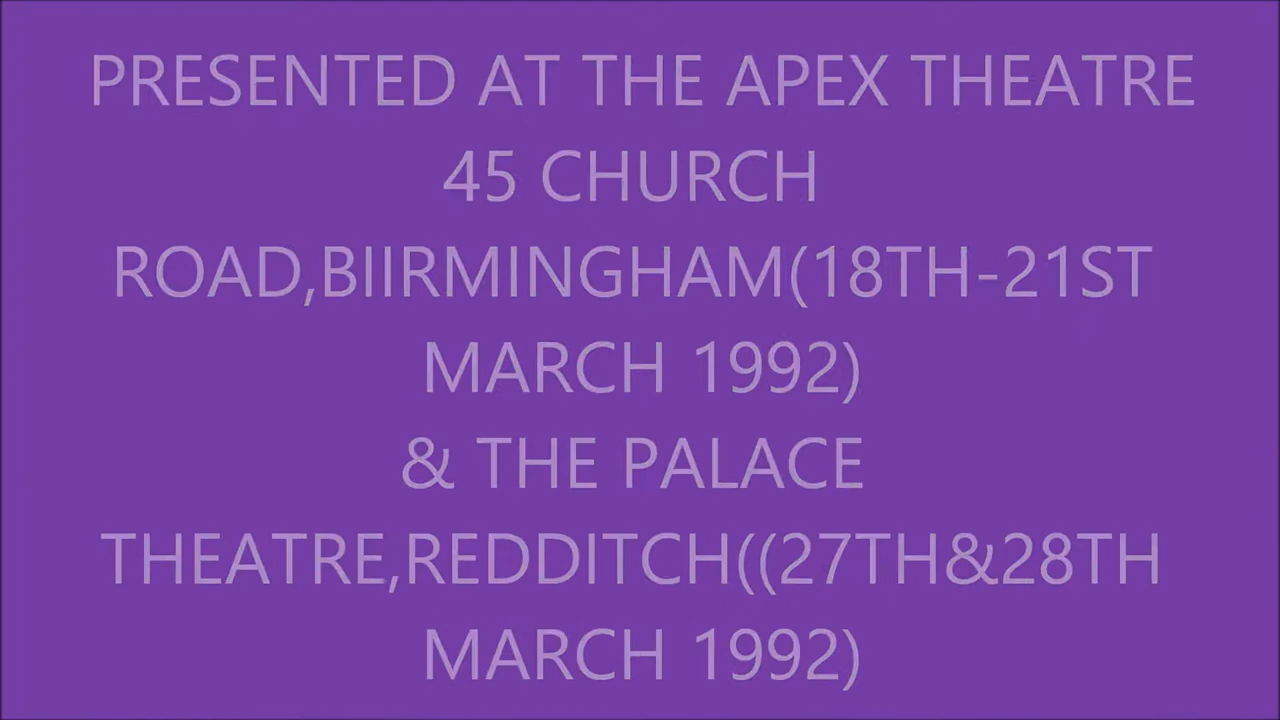 PRESENTED AT THE APEX THEATRE
45 CHURCH
ROAD,BIIRMINGHAM(18TH-21ST
MARCH 1992)
& THE PALACE
THEATRE,REDDITCH((27TH&28TH
MARCH 1992)